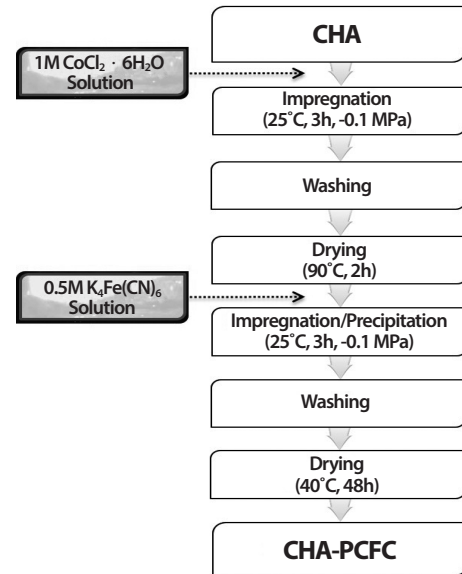 CHA
1M CoCl₂ · 6H₂O
Solution
Impregnation
(25˚C, 3h, -0.1 MPa)
Washing
Drying
(90˚C, 2h)
0.5M K₄Fe(CN)₆
Solution
Impregnation/Precipitation
(25˚C, 3h, -0.1 MPa)
Washing
Drying
(40˚C, 48h)
CHA-PCFC